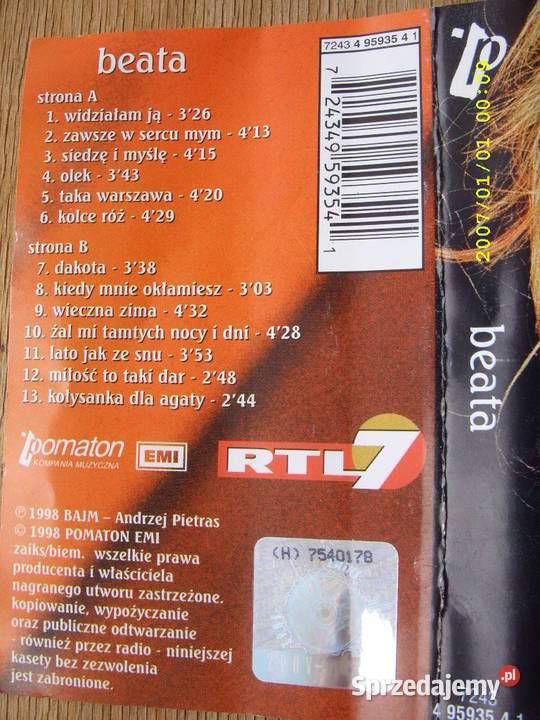 beata
strona A
1. widziałam ją - 3'26
2. zawsze w sercu mym - 4'13
3. siedzę i myślę - 4'15
4. olek - 3'43
5. taka warszawa - 4'20
6. kolce róż - 4'29
strona B
7. dakota - 3'38
8. kiedy mnie okłamiesz - 3'03
9. wieczna zima - 4'32
10. żal mi tamtych nocy i dni - 4'28
11. lato jak ze snu - 3'53
12. miłość to taki dar - 2'48
13. kołysanka dla agaty - 2'44
7243 4 95935 4 1
7 24349 59354 1
pomaton
KOMPANIA MUZYCZNA
EMI
RTL7
℗ 1998 BAJM – Andrzej Pietras
© 1998 POMATON EMI
zaiks/biem. wszelkie prawa
producenta i właściciela
nagranego utworu zastrzeżone.
kopiowanie, wypożyczanie
oraz publiczne odtwarzanie
- również przez radio - niniejszej
kasety bez zezwolenia
jest zabronione.
(H) 7540178
beata
7243
4 95935 4 1
2007/01/01 00:09
Sprzedajemy.pl